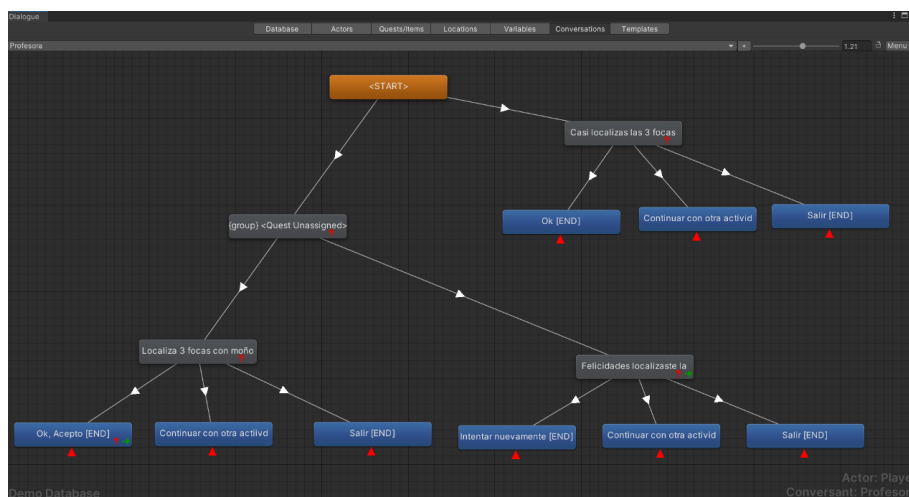 Dialogue
Database Actors Quests/Items Locations Variables Conversations Templates
Profesora + 1.21 Menu
<START>
Casi localizas las 3 focas
Ok [END] Continuar con otra activid Salir [END]
(group) <Quest Unassigned>
Localiza 3 focas con moño
Felicidades localizaste la
Ok, Acepto [END] Continuar con otra actiivd Salir [END] Intentar nuevamente [END] Continuar con otra activid Salir [END]
Actor: Playe
Demo Database Conversant: Profesor